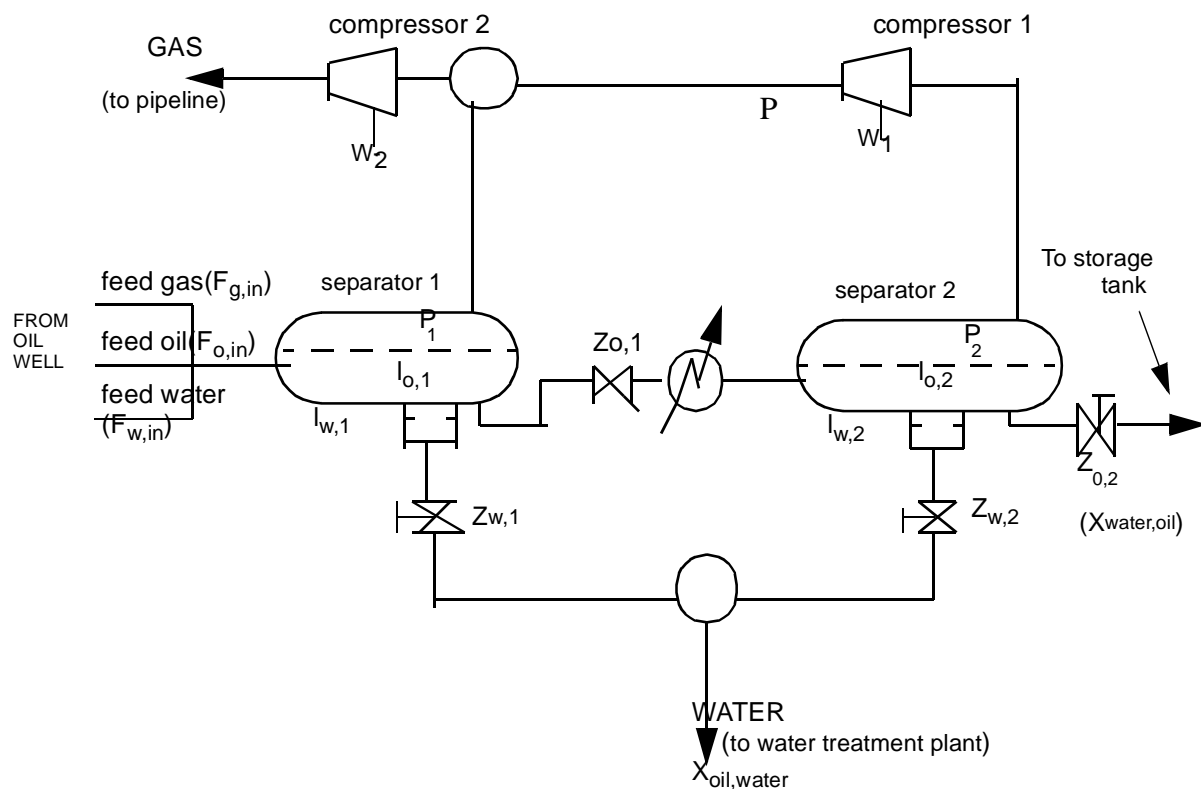 compressor 2
compressor 1
GAS
(to pipeline)
P
W2
W1
To storage
tank
feed gas(Fg,in)
separator 1
separator 2
FROM
OIL
WELL
feed oil(Fo,in)
P1
P2
Zo,1
lo,1
lo,2
feed water
(Fw,in)
lw,1
lw,2
Z0,2
Zw,1
Zw,2
(Xwater,oil)
WATER
(to water treatment plant)
Xoil,water